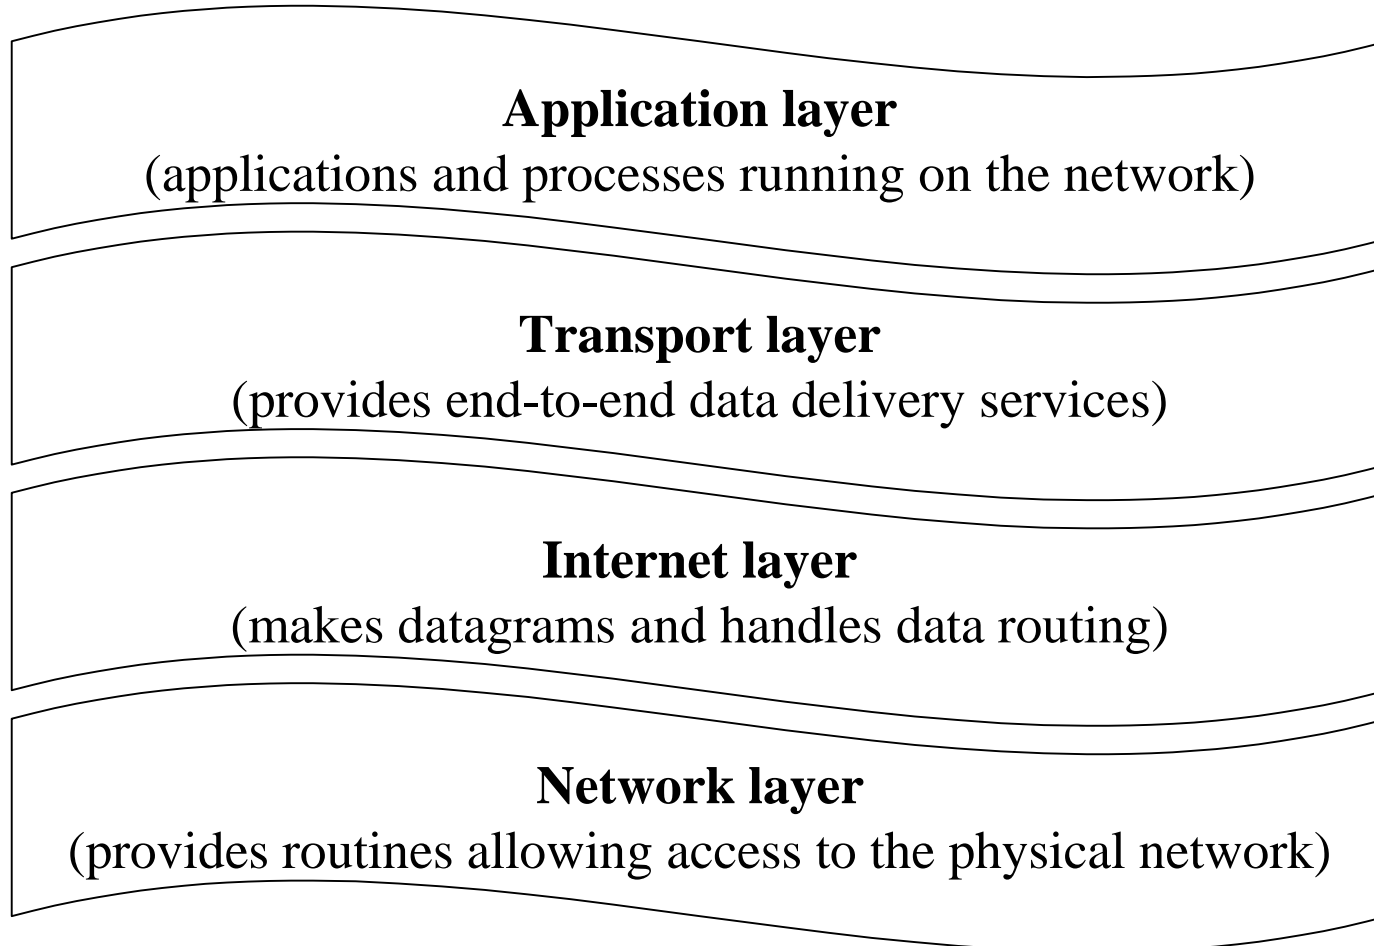 Application layer
(applications and processes running on the network)
Transport layer
(provides end-to-end data delivery services)
Internet layer
(makes datagrams and handles data routing)
Network layer
(provides routines allowing access to the physical network)